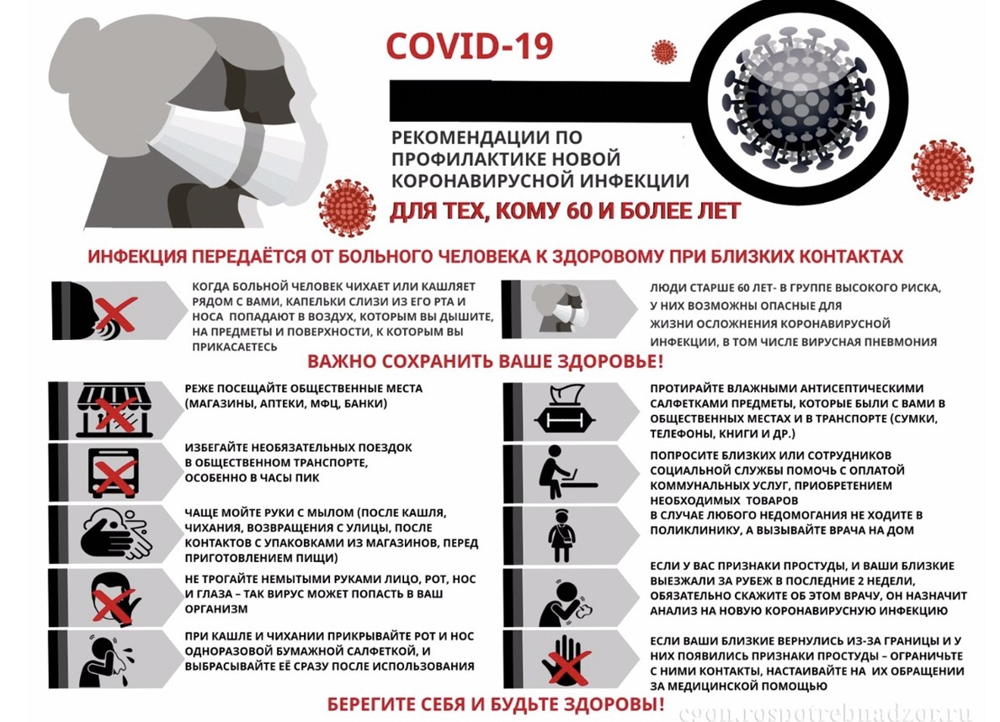 COVID-19
РЕКОМЕНДАЦИИ ПО
ПРОФИЛАКТИКЕ НОВОЙ
КОРОНАВИРУСНОЙ ИНФЕКЦИИ
ДЛЯ ТЕХ, КОМУ 60 И БОЛЕЕ ЛЕТ
ИНФЕКЦИЯ ПЕРЕДАЁТСЯ ОТ БОЛЬНОГО ЧЕЛОВЕКА К ЗДОРОВОМУ ПРИ БЛИЗКИХ КОНТАКТАХ
КОГДА БОЛЬНОЙ ЧЕЛОВЕК ЧИХАЕТ ИЛИ КАШЛЯЕТ
РЯДОМ С ВАМИ, КАПЕЛЬКИ СЛИЗИ ИЗ ЕГО РТА И
НОСА ПОПАДАЮТ В ВОЗДУХ, КОТОРЫМ ВЫ ДЫШИТЕ,
НА ПРЕДМЕТЫ И ПОВЕРХНОСТИ, К КОТОРЫМ ВЫ
ПРИКАСАЕТЕСЬ
ЛЮДИ СТАРШЕ 60 ЛЕТ- В ГРУППЕ ВЫСОКОГО РИСКА,
У НИХ ВОЗМОЖНЫ ОПАСНЫЕ ДЛЯ
ЖИЗНИ ОСЛОЖНЕНИЯ КОРОНАВИРУСНОЙ
ИНФЕКЦИИ, В ТОМ ЧИСЛЕ ВИРУСНАЯ ПНЕВМОНИЯ
ВАЖНО СОХРАНИТЬ ВАШЕ ЗДОРОВЬЕ!
РЕЖЕ ПОСЕЩАЙТЕ ОБЩЕСТВЕННЫЕ МЕСТА
(МАГАЗИНЫ, АПТЕКИ, МФЦ, БАНКИ)
ИЗБЕГАЙТЕ НЕОБЯЗАТЕЛЬНЫХ ПОЕЗДОК
В ОБЩЕСТВЕННОМ ТРАНСПОРТЕ,
ОСОБЕННО В ЧАСЫ ПИК
ЧАЩЕ МОЙТЕ РУКИ С МЫЛОМ (ПОСЛЕ КАШЛЯ,
ЧИХАНИЯ, ВОЗВРАЩЕНИЯ С УЛИЦЫ, ПОСЛЕ
КОНТАКТОВ С УПАКОВКАМИ ИЗ МАГАЗИНОВ, ПЕРЕД
ПРИГОТОВЛЕНИЕМ ПИЩИ)
НЕ ТРОГАЙТЕ НЕМЫТЫМИ РУКАМИ ЛИЦО, РОТ, НОС
И ГЛАЗА – ТАК ВИРУС МОЖЕТ ПОПАСТЬ В ВАШ
ОРГАНИЗМ
ПРИ КАШЛЕ И ЧИХАНИИ ПРИКРЫВАЙТЕ РОТ И НОС
ОДНОРАЗОВОЙ БУМАЖНОЙ САЛФЕТКОЙ, И
ВЫБРАСЫВАЙТЕ ЕЁ СРАЗУ ПОСЛЕ ИСПОЛЬЗОВАНИЯ
ПРОТИРАЙТЕ ВЛАЖНЫМИ АНТИСЕПТИЧЕСКИМИ
САЛФЕТКАМИ ПРЕДМЕТЫ, КОТОРЫЕ БЫЛИ С ВАМИ В
ОБЩЕСТВЕННЫХ МЕСТАХ И В ТРАНСПОРТЕ (СУМКИ,
ТЕЛЕФОНЫ, КНИГИ И ДР.)
ПОПРОСИТЕ БЛИЗКИХ ИЛИ СОТРУДНИКОВ
СОЦИАЛЬНОЙ СЛУЖБЫ ПОМОЧЬ С ОПЛАТОЙ
КОММУНАЛЬНЫХ УСЛУГ, ПРИОБРЕТЕНИЕМ
НЕОБХОДИМЫХ ТОВАРОВ
В СЛУЧАЕ ЛЮБОГО НЕДОМОГАНИЯ НЕ ХОДИТЕ В
ПОЛИКЛИНИКУ, А ВЫЗЫВАЙТЕ ВРАЧА НА ДОМ
ЕСЛИ У ВАС ПРИЗНАКИ ПРОСТУДЫ, И ВАШИ БЛИЗКИЕ
ВЫЕЗЖАЛИ ЗА РУБЕЖ В ПОСЛЕДНИЕ 2 НЕДЕЛИ,
ОБЯЗАТЕЛЬНО СКАЖИТЕ ОБ ЭТОМ ВРАЧУ, ОН НАЗНАЧИТ
АНАЛИЗ НА НОВУЮ КОРОНАВИРУСНУЮ ИНФЕКЦИЮ
ЕСЛИ ВАШИ БЛИЗКИЕ ВЕРНУЛИСЬ ИЗ-ЗА ГРАНИЦЫ И У
НИХ ПОЯВИЛИСЬ ПРИЗНАКИ ПРОСТУДЫ – ОГРАНИЧЬТЕ
С НИМИ КОНТАКТЫ, НАСТАИВАЙТЕ НА ИХ ОБРАЩЕНИИ
ЗА МЕДИЦИНСКОЙ ПОМОЩЬЮ
БЕРЕГИТЕ СЕБЯ И БУДЬТЕ ЗДОРОВЫ!
cgon.rospotrebnadzor.ru